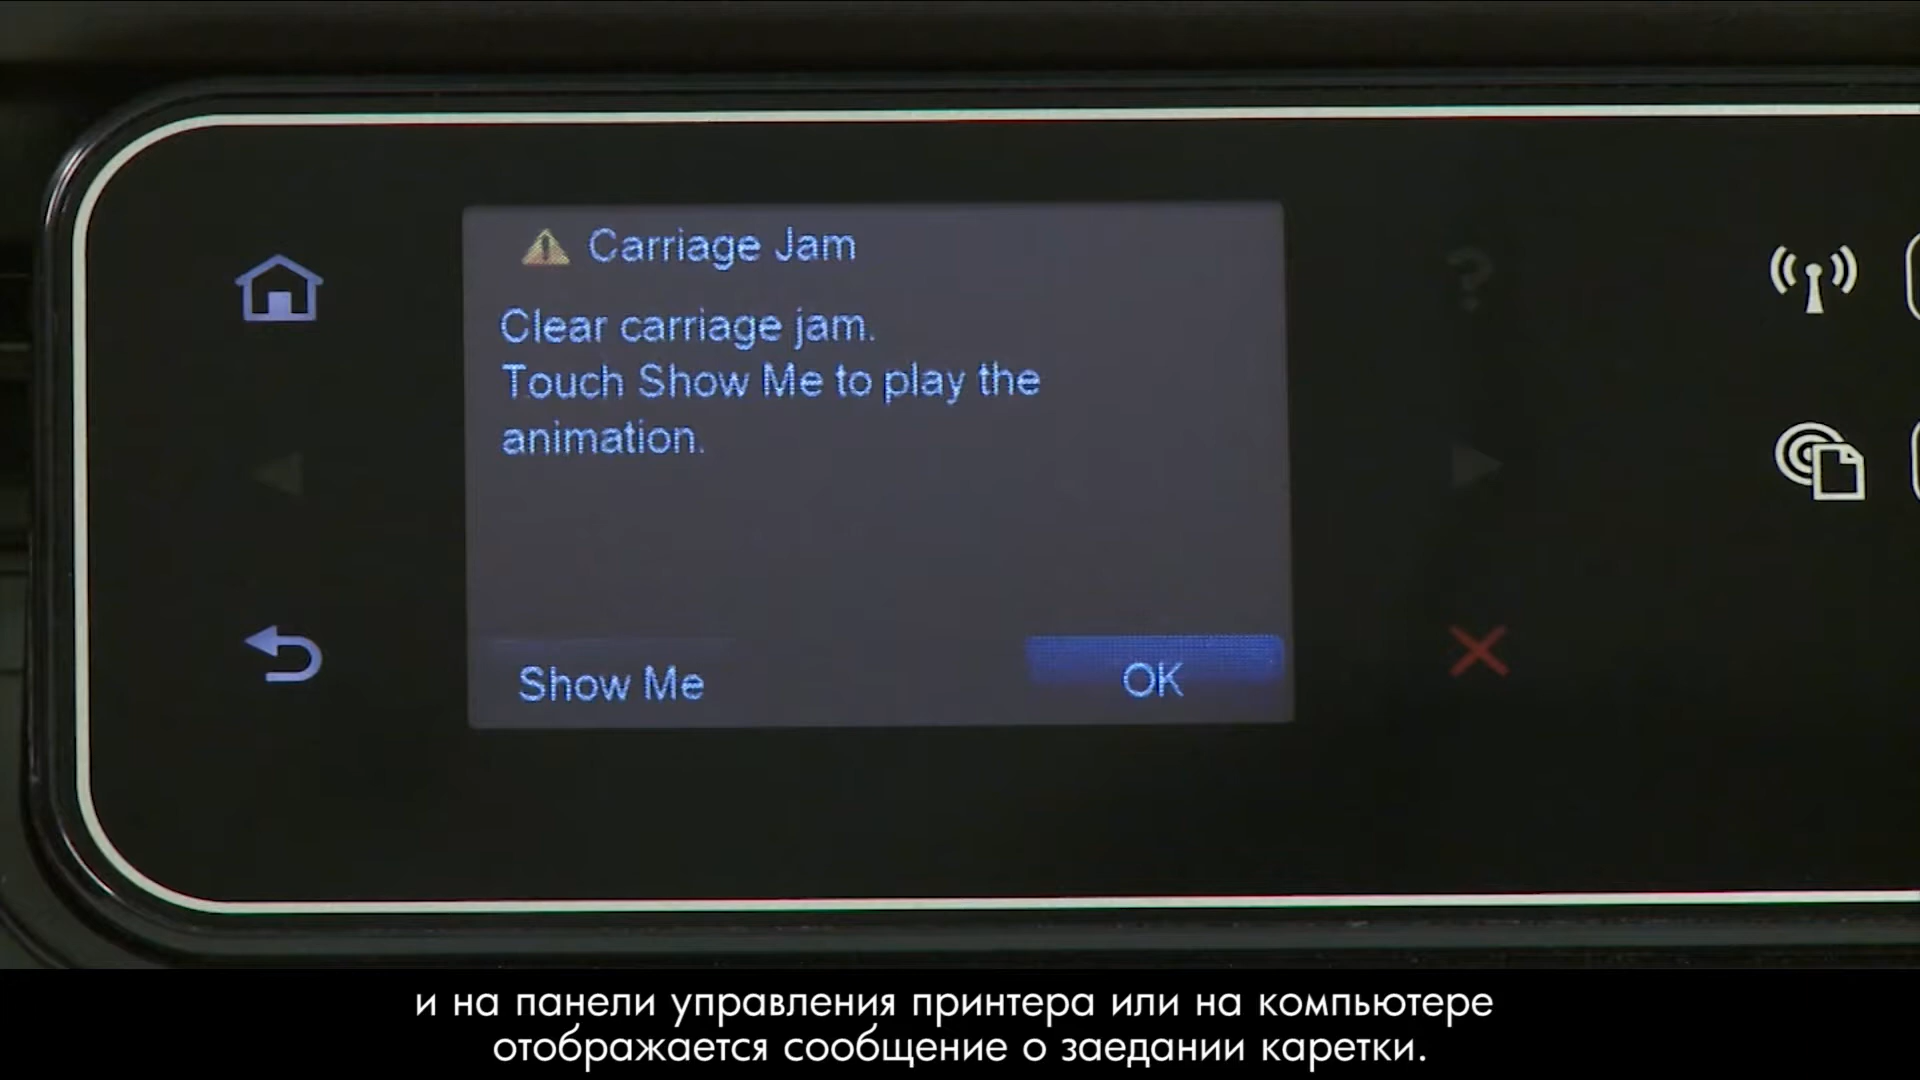 Carriage Jam
Clear carriage jam.
Touch Show Me to play the
animation.
Show Me
OK
и на панели управления принтера или на компьютере
отображается сообщение о заедании каретки.